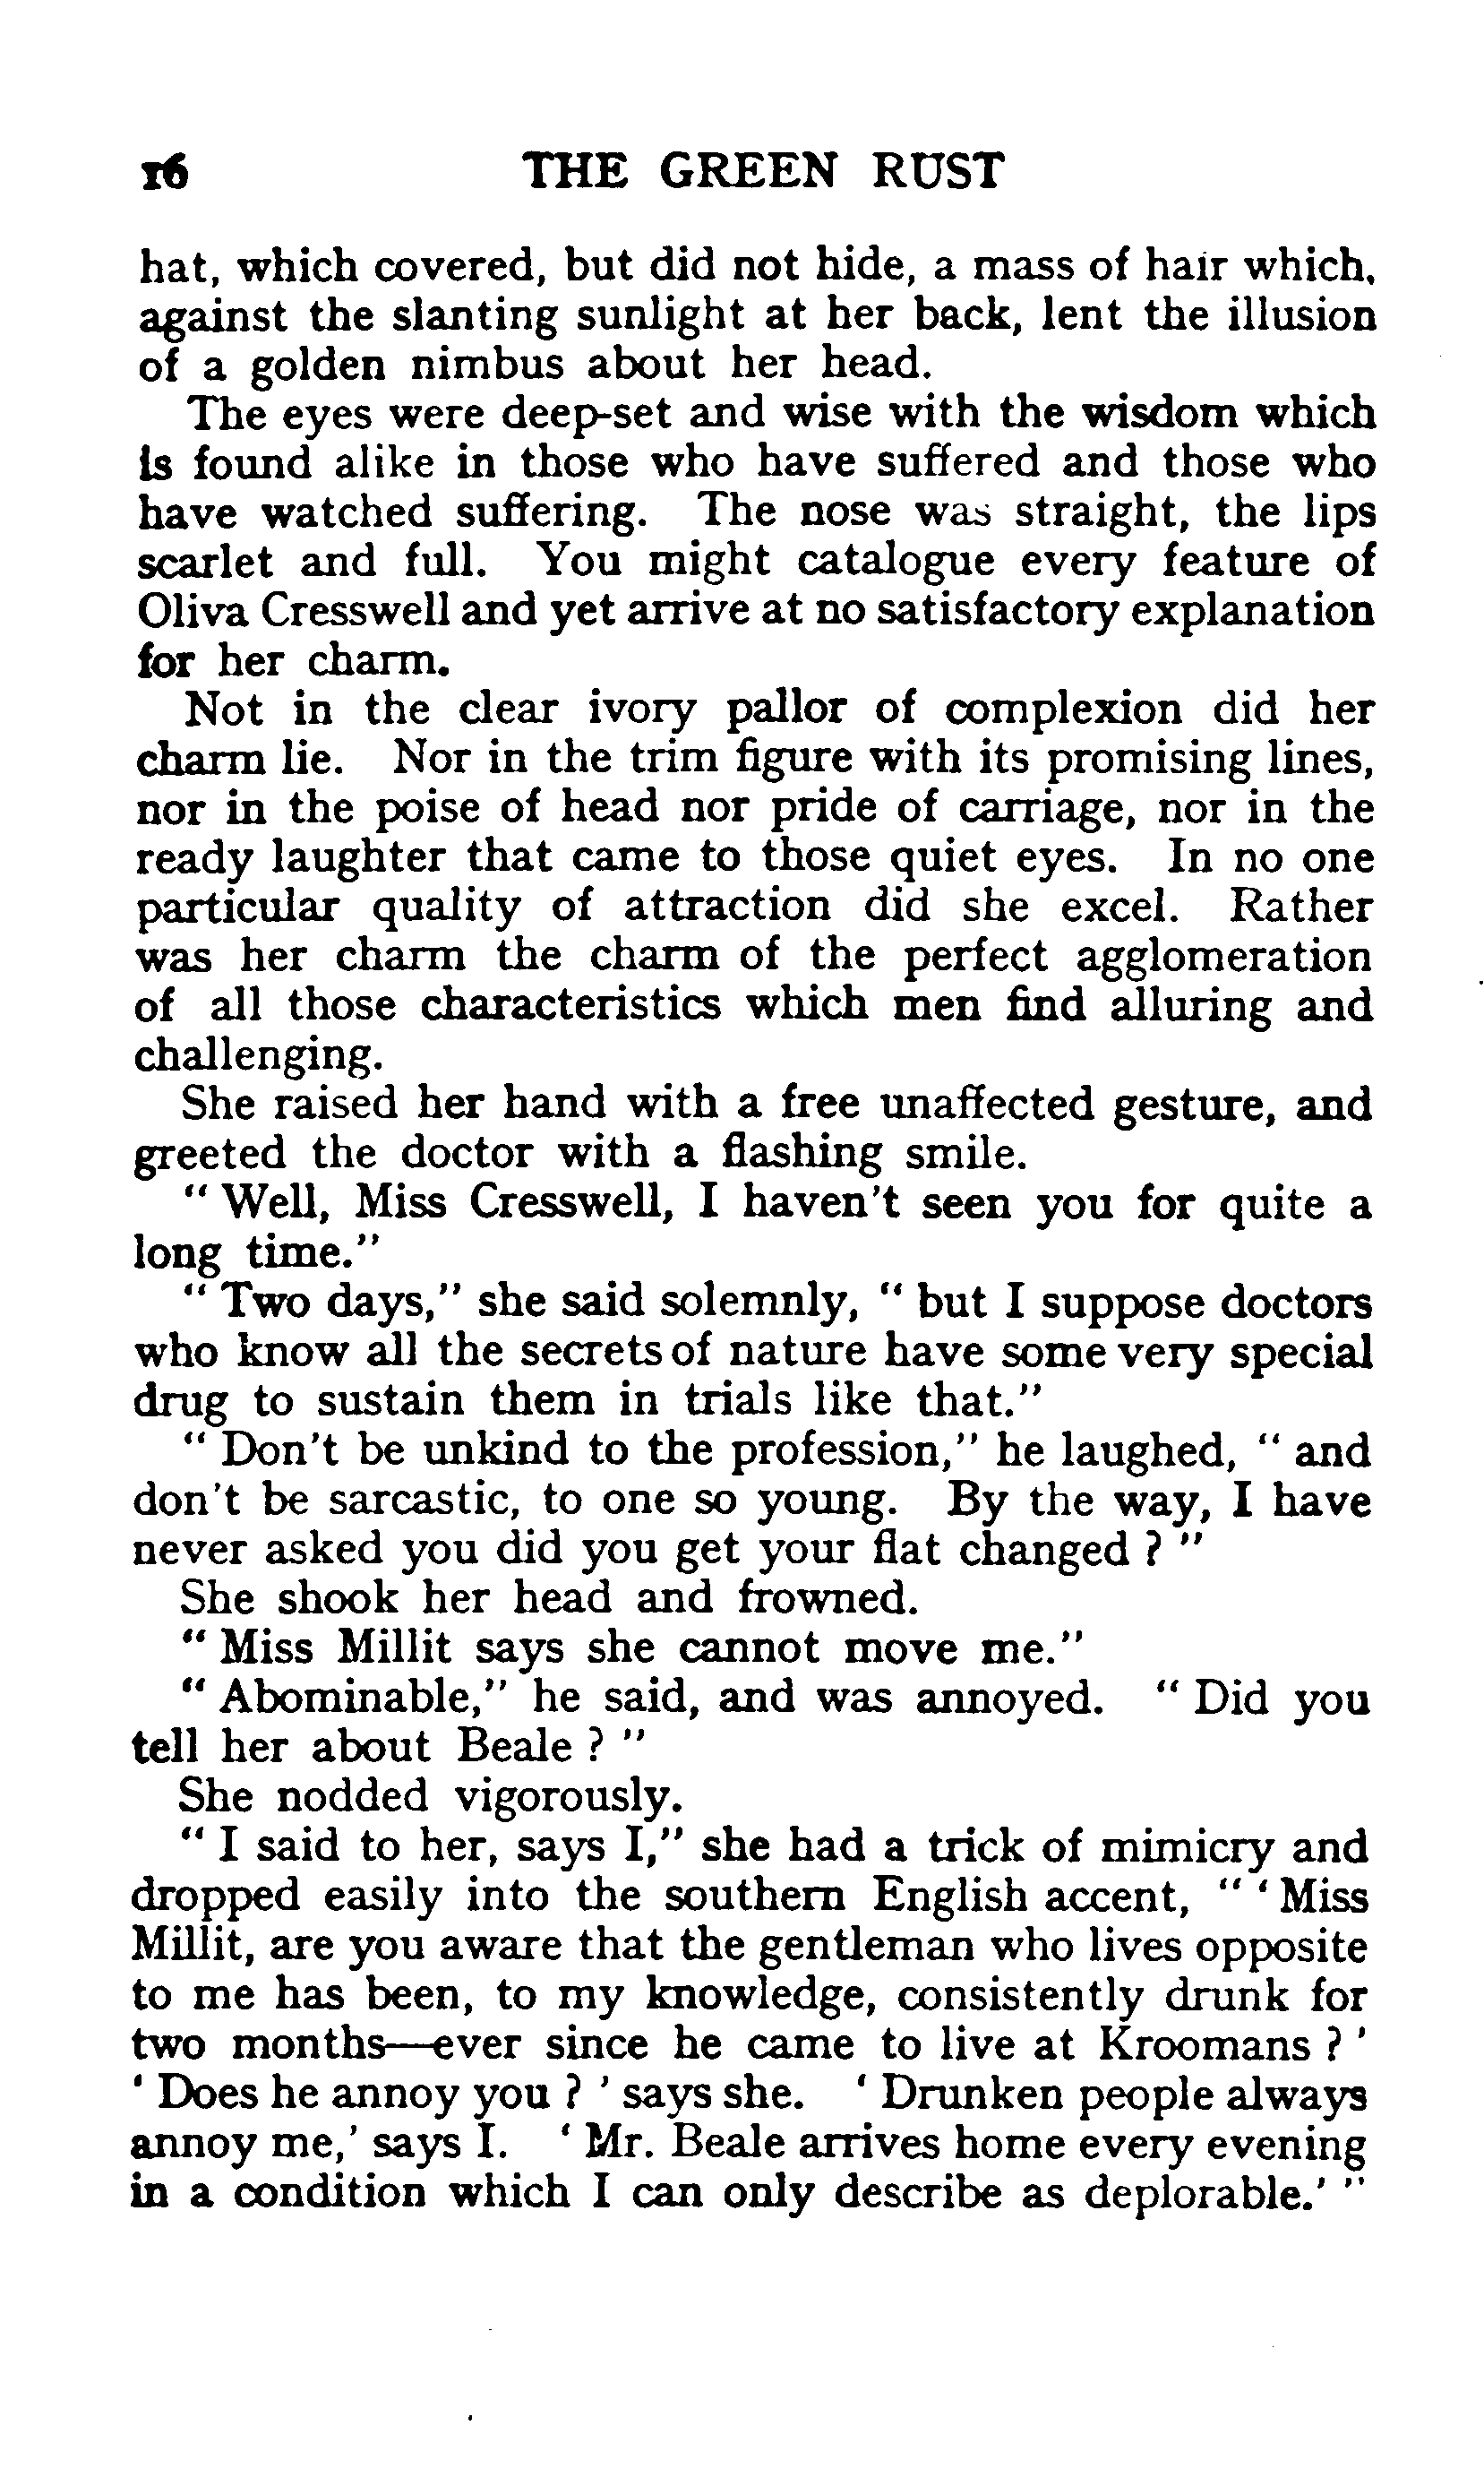 16 THE GREEN RUST
hat, which covered, but did not hide, a mass of hair which,
against the slanting sunlight at her back, lent the illusion
of a golden nimbus about her head.
The eyes were deep-set and wise with the wisdom which
is found alike in those who have suffered and those who
have watched suffering. The nose was straight, the lips
scarlet and full. You might catalogue every feature of
Oliva Cresswell and yet arrive at no satisfactory explanation
for her charm.
Not in the clear ivory pallor of complexion did her
charm lie. Nor in the trim figure with its promising lines,
nor in the poise of head nor pride of carriage, nor in the
ready laughter that came to those quiet eyes. In no one
particular quality of attraction did she excel. Rather
was her charm the charm of the perfect agglomeration
of all those characteristics which men find alluring and
challenging.
She raised her hand with a free unaffected gesture, and
greeted the doctor with a flashing smile.
" Well, Miss Cresswell, I haven't seen you for quite a
long time."
" Two days," she said solemnly, " but I suppose doctors
who know all the secrets of nature have some very special
drug to sustain them in trials like that."
" Don't be unkind to the profession," he laughed, " and
don't be sarcastic, to one so young. By the way, I have
never asked you did you get your flat changed ? "
She shook her head and frowned.
" Miss Millit says she cannot move me."
" Abominable," he said, and was annoyed. " Did you
tell her about Beale ? "
She nodded vigorously.
" I said to her, says I," she had a trick of mimicry and
dropped easily into the southern English accent, " ' Miss
Millit, are you aware that the gentleman who lives opposite
to me has been, to my knowledge, consistently drunk for
two months—ever since he came to live at Kroomans ? '
' Does he annoy you ? ' says she. ' Drunken people always
annoy me,' says I. ' Mr. Beale arrives home every evening
in a condition which I can only describe as deplorable.' "